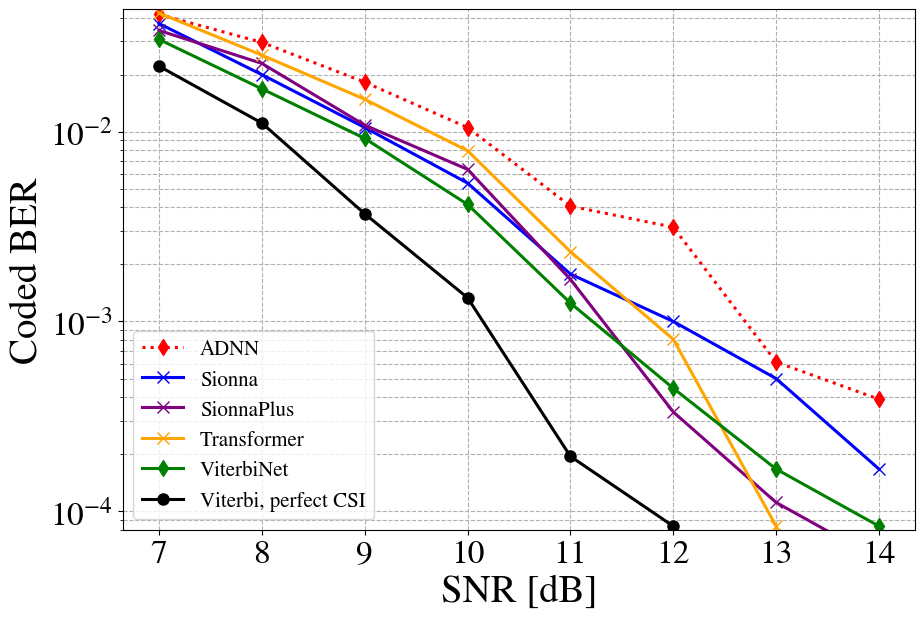 Coded BER
10⁻²
10⁻³
10⁻⁴
ADNN
Sionna
SionnaPlus
Transformer
ViterbiNet
Viterbi, perfect CSI
7 8 9 10 11 12 13 14
SNR [dB]